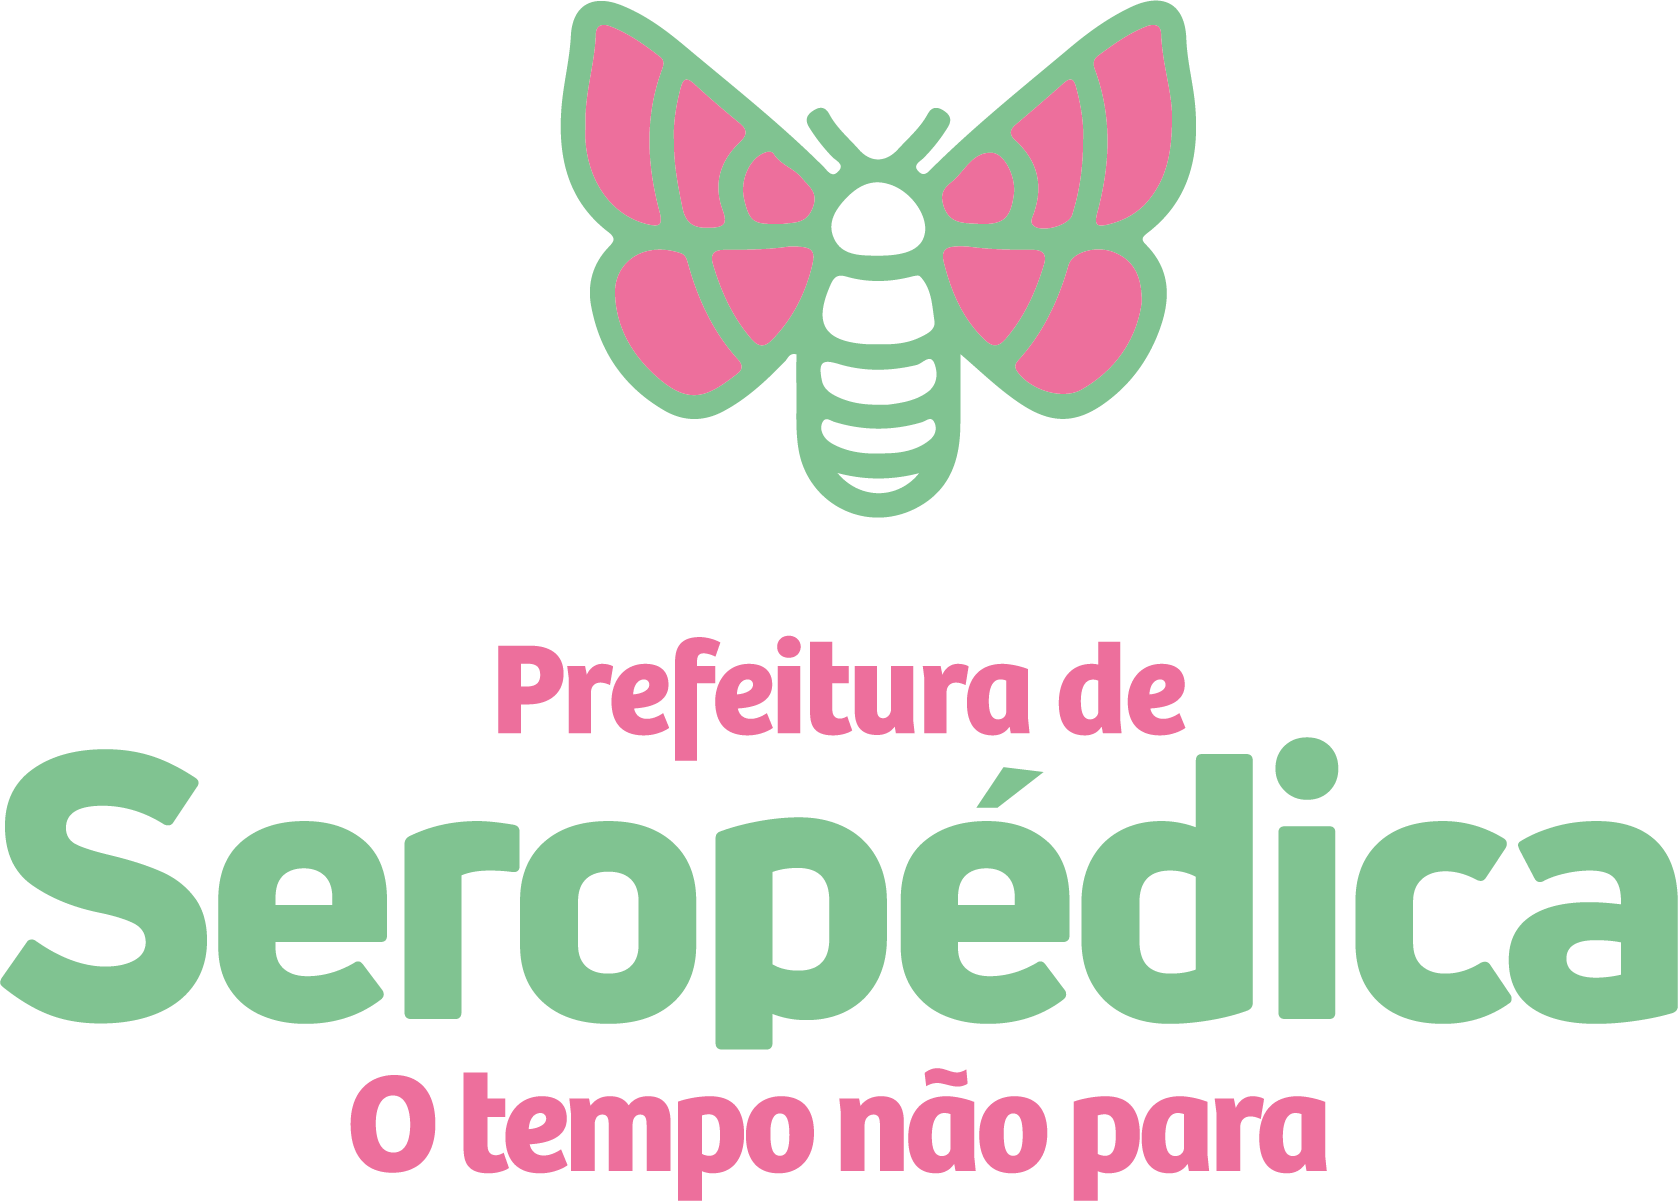 Prefeitura de
Seropédica
O tempo não para